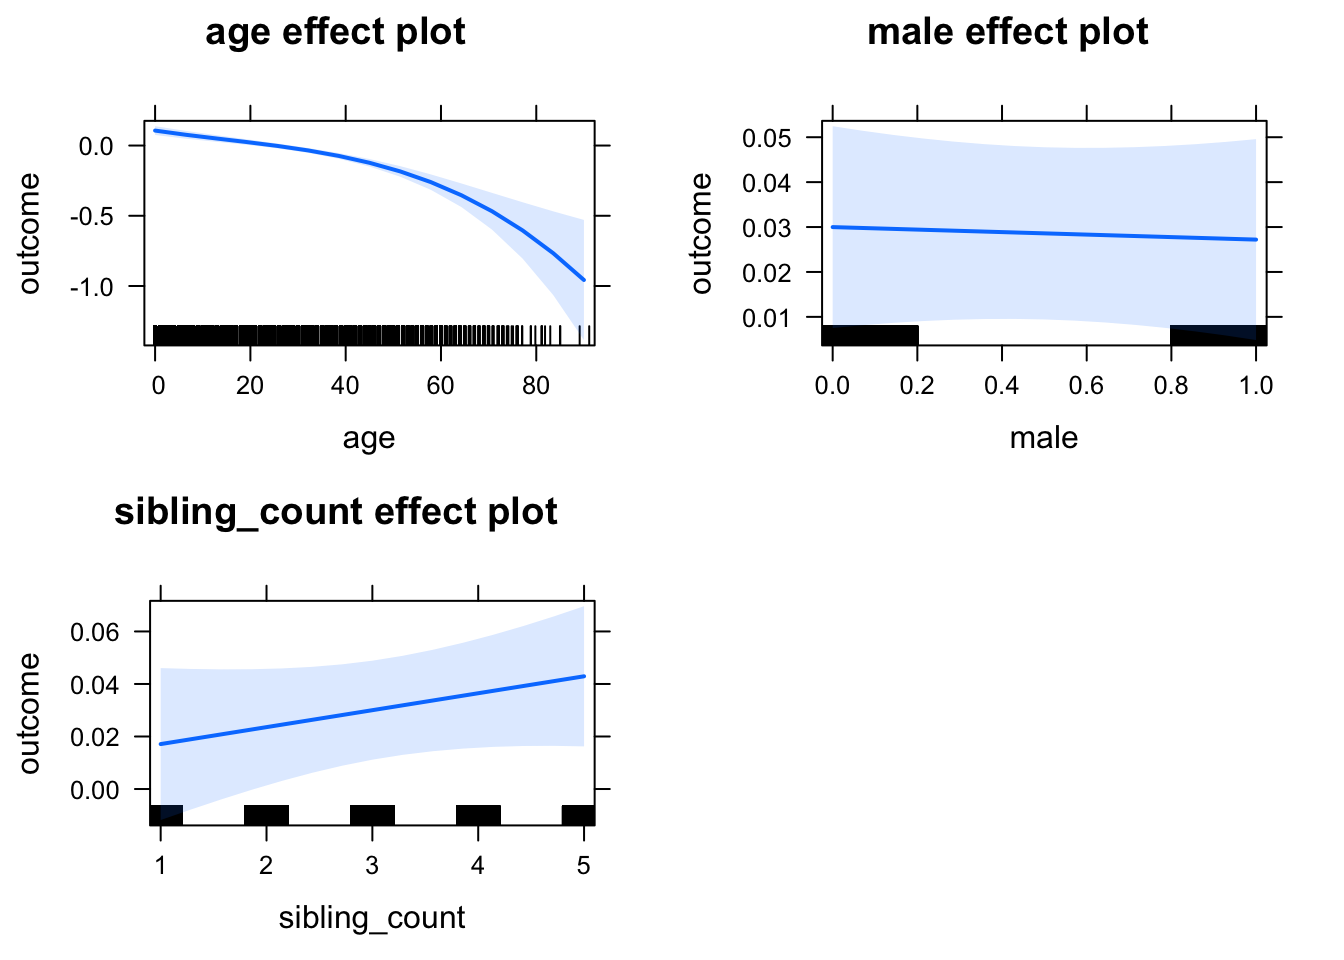 age effect plot
outcome
0.0
-0.5
-1.0
0 20 40 60 80
age
male effect plot
outcome
0.05
0.04
0.03
0.02
0.01
0.0 0.2 0.4 0.6 0.8 1.0
male
sibling_count effect plot
outcome
0.06
0.04
0.02
0.00
1 2 3 4 5
sibling_count